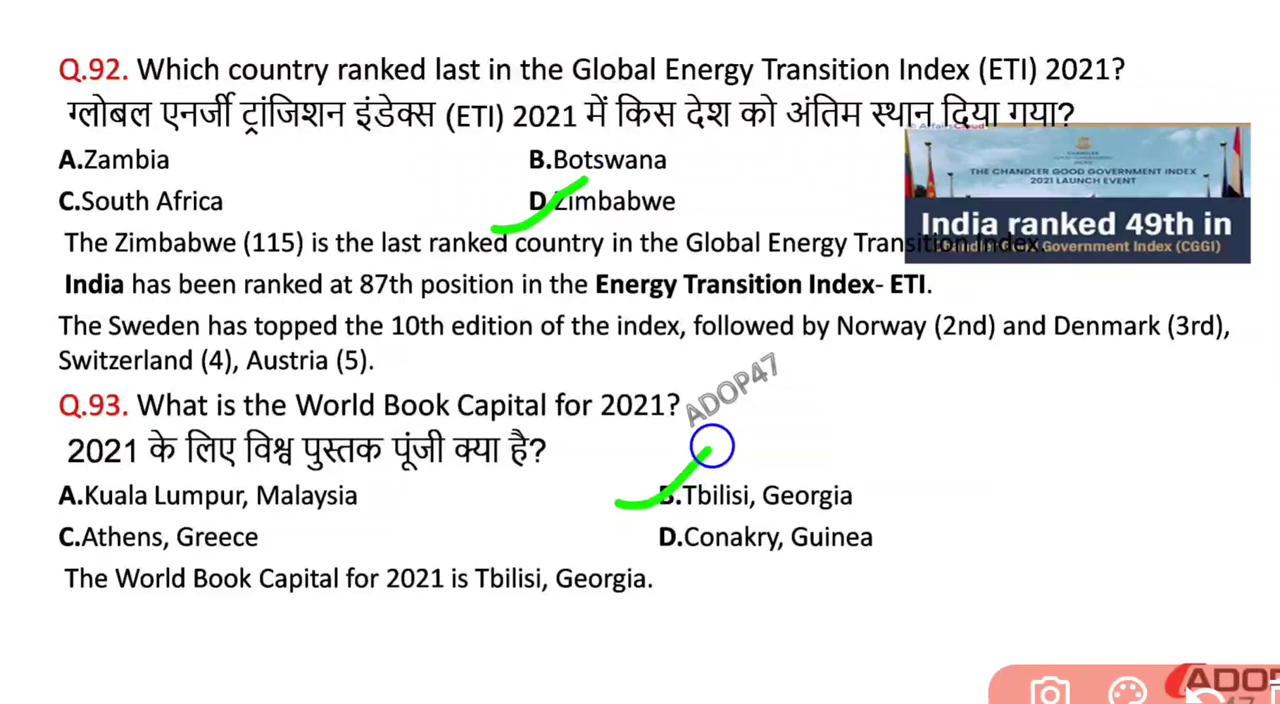 Q.92. Which country ranked last in the Global Energy Transition Index (ETI) 2021?
ग्लोबल एनर्जी ट्रांजिशन इंडेक्स (ETI) 2021 में किस देश को अंतिम स्थान दिया गया?
A.Zambia B.Botswana
C.South Africa D.Zimbabwe
THE CHANDLER GOOD GOVERNMENT INDEX
2021 LAUNCH EVENT
India ranked 49th in
Chandler Good Government Index (CGGI)
The Zimbabwe (115) is the last ranked country in the Global Energy Transition Index.
India has been ranked at 87th position in the Energy Transition Index- ETI.
The Sweden has topped the 10th edition of the index, followed by Norway (2nd) and Denmark (3rd),
Switzerland (4), Austria (5).
ADOP47
Q.93. What is the World Book Capital for 2021?
2021 के लिए विश्व पुस्तक पूंजी क्या है?
A.Kuala Lumpur, Malaysia B.Tbilisi, Georgia
C.Athens, Greece D.Conakry, Guinea
The World Book Capital for 2021 is Tbilisi, Georgia.